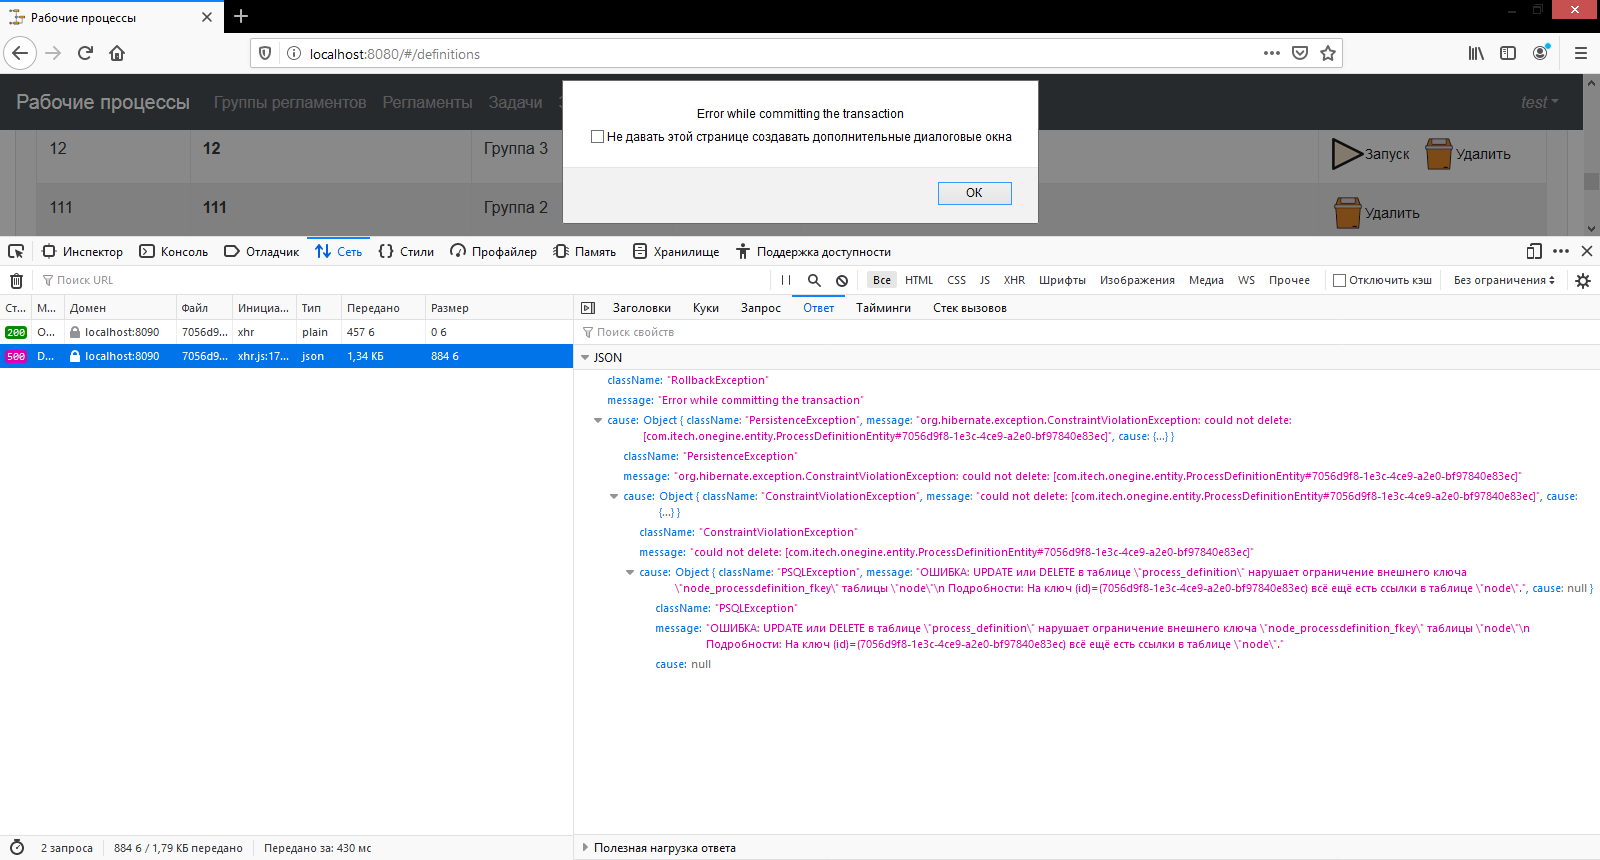 Рабочие процессы
localhost:8080/#/definitions
Рабочие процессы Группы регламентов Регламенты Задачи
test
Error while committing the transaction
Не давать этой странице создавать дополнительные диалоговые окна
OK
12 12 Группа 3 Запуск Удалить
111 111 Группа 2 Удалить
Инспектор Консоль Отладчик Сеть Стили Профайлер Память Хранилище Поддержка доступности
Поиск URL
Все HTML CSS JS XHR Шрифты Изображения Медиа WS Прочее Отключить кэш Без ограничения
Ст... М... Домен Файл Инициа... Тип Передано Размер
200 O... localhost:8090 7056d9... xhr plain 457 б 0 б
500 D... localhost:8090 7056d9... xhr.js:17... json 1,34 КБ 884 б
Заголовки Куки Запрос Ответ Тайминги Стек вызовов
Поиск свойств
JSON
className: "RollbackException"
message: "Error while committing the transaction"
cause: Object { className: "PersistenceException", message: "org.hibernate.exception.ConstraintViolationException: could not delete:
[com.itech.onegine.entity.ProcessDefinitionEntity#7056d9f8-1e3c-4ce9-a2e0-bf97840e83ec]", cause: {…} }
className: "PersistenceException"
message: "org.hibernate.exception.ConstraintViolationException: could not delete: [com.itech.onegine.entity.ProcessDefinitionEntity#7056d9f8-1e3c-4ce9-a2e0-bf97840e83ec]"
cause: Object { className: "ConstraintViolationException", message: "could not delete: [com.itech.onegine.entity.ProcessDefinitionEntity#7056d9f8-1e3c-4ce9-a2e0-bf97840e83ec]", cause:
{…} }
className: "ConstraintViolationException"
message: "could not delete: [com.itech.onegine.entity.ProcessDefinitionEntity#7056d9f8-1e3c-4ce9-a2e0-bf97840e83ec]"
cause: Object { className: "PSQLException", message: "ОШИБКА: UPDATE или DELETE в таблице \"process_definition\" нарушает ограничение внешнего ключа
\"node_processdefinition_fkey\" таблицы \"node\"\n Подробности: На ключ (id)=(7056d9f8-1e3c-4ce9-a2e0-bf97840e83ec) всё ещё есть ссылки в таблице \"node\".", cause: null }
className: "PSQLException"
message: "ОШИБКА: UPDATE или DELETE в таблице \"process_definition\" нарушает ограничение внешнего ключа \"node_processdefinition_fkey\" таблицы \"node\"\n
Подробности: На ключ (id)=(7056d9f8-1e3c-4ce9-a2e0-bf97840e83ec) всё ещё есть ссылки в таблице \"node\"."
cause: null
Полезная нагрузка ответа
2 запроса 884 б / 1,79 КБ передано Передано за: 430 мс